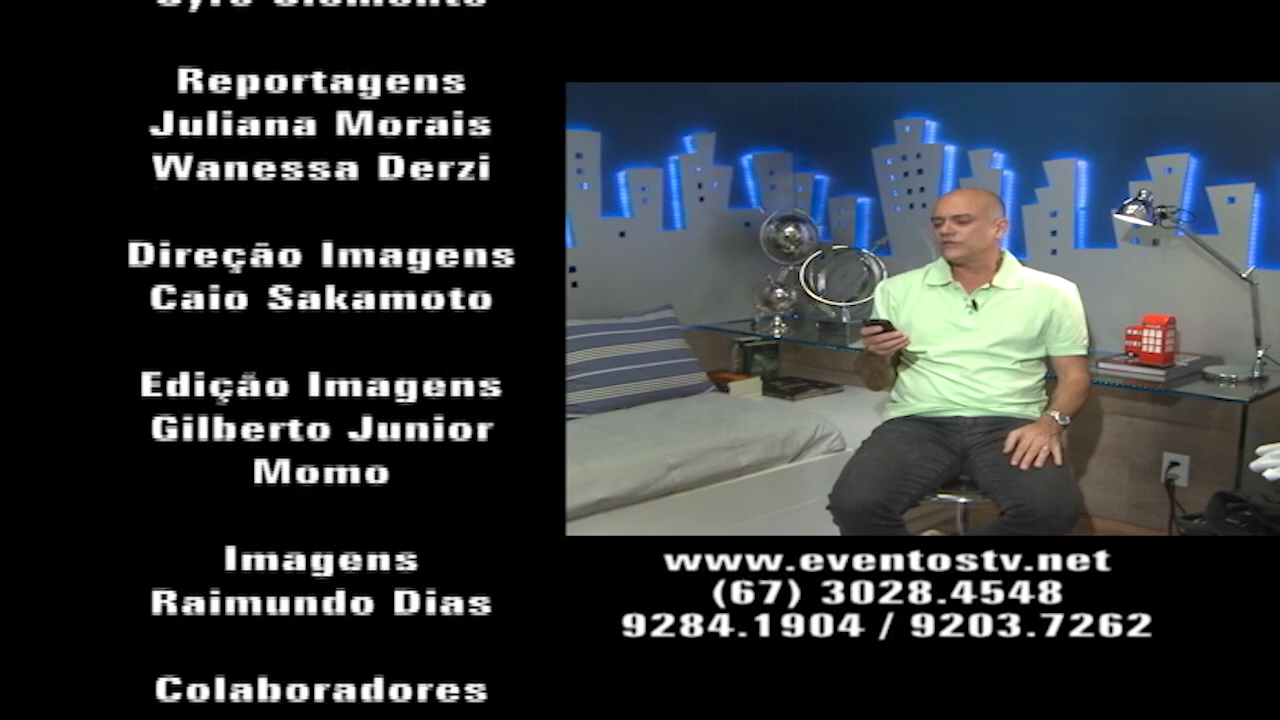 Reportagens
Juliana Morais
Wanessa Derzi
Direção Imagens
Caio Sakamoto
Edição Imagens
Gilberto Junior
Momo
Imagens
Raimundo Dias
Colaboradores
www.eventostv.net
(67) 3028.4548
9284.1904 / 9203.7262